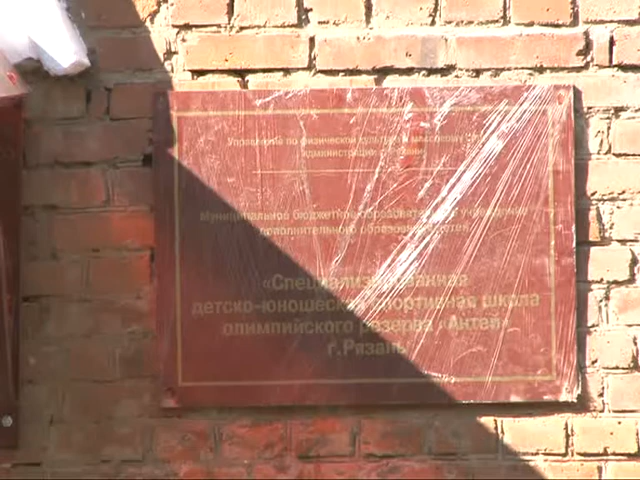 Управление по физической культуре и массовому
администрации
Муниципальное бюджетное образовательное учреждение
дополнительного образования детей
«Специализированная
детско-юношеская спортивная школа
олимпийского резерва «Антей»
г.Рязань